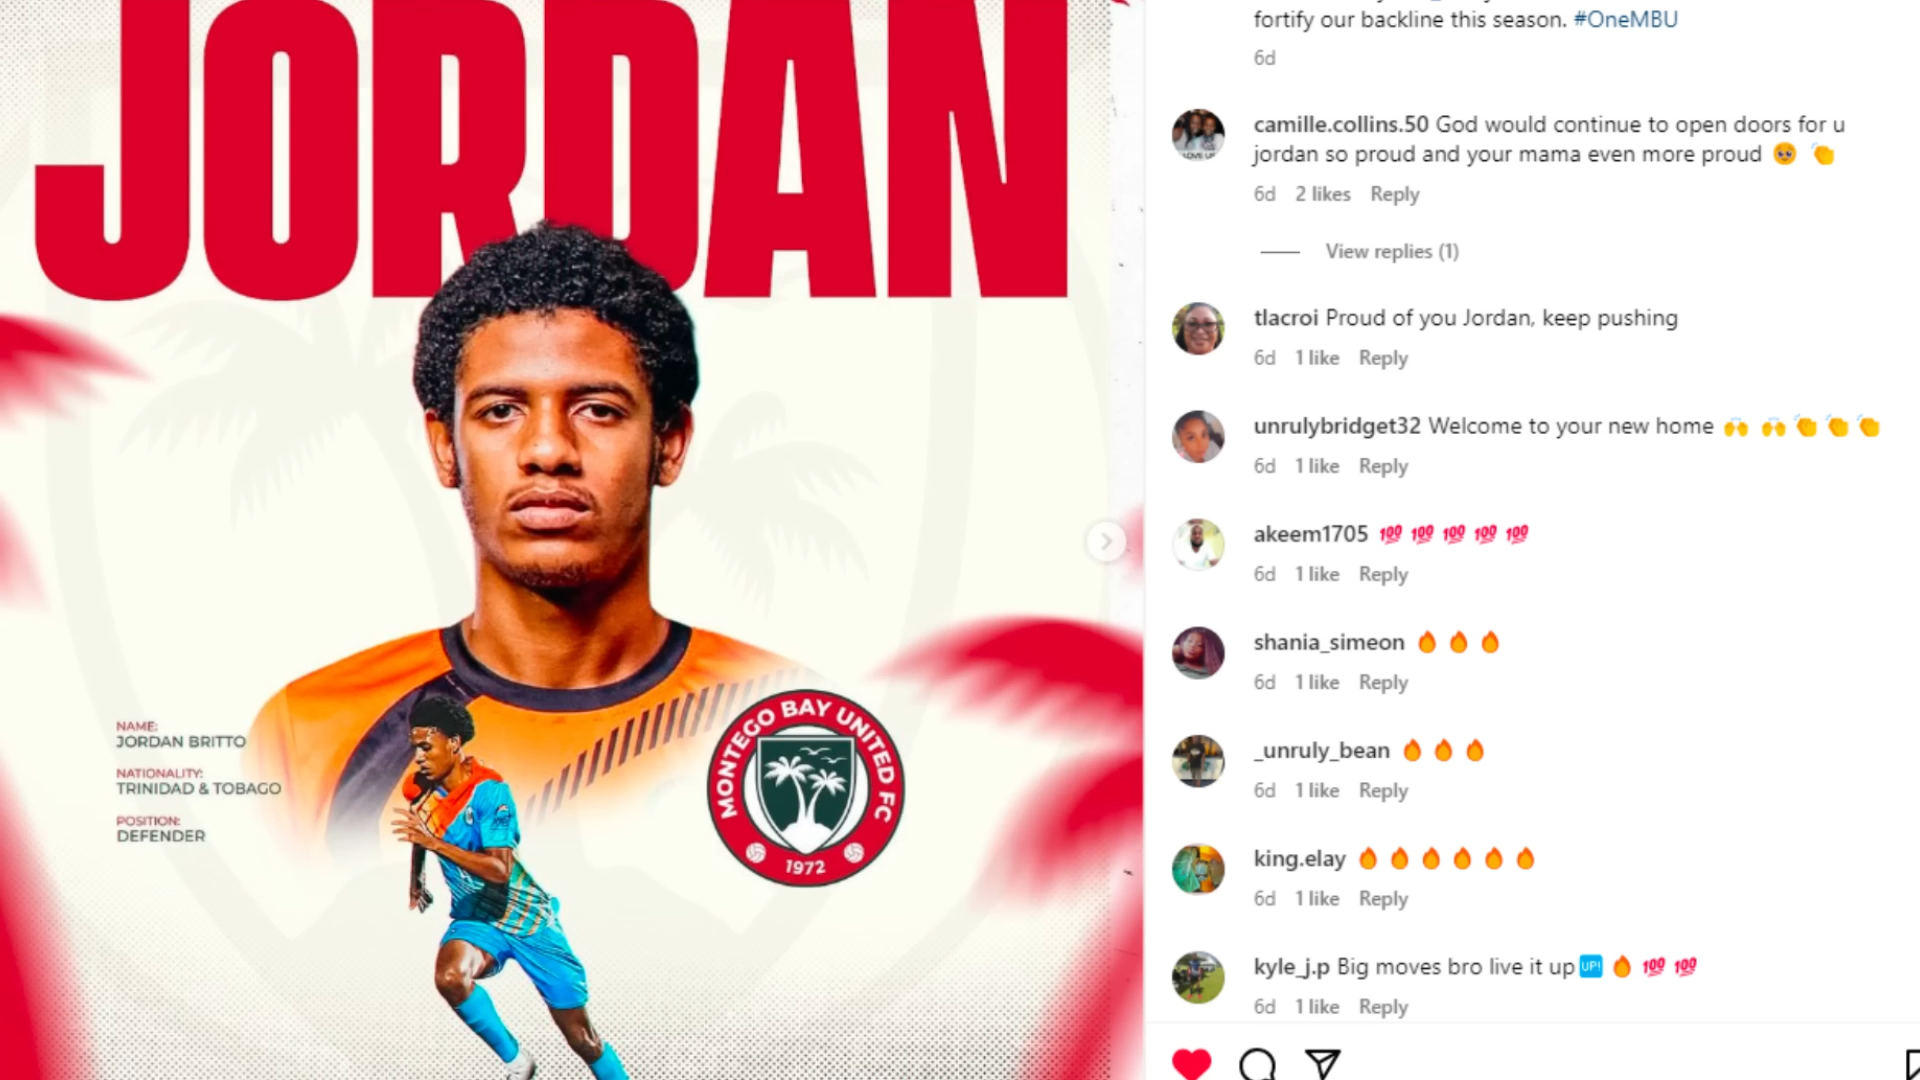 JORDAN
NAME:
JORDAN BRITTO
NATIONALITY:
TRINIDAD & TOBAGO
POSITION:
DEFENDER
MONTEGO BAY UNITED FC
1972
fortify our backline this season. #OneMBU
6d
camille.collins.50 God would continue to open doors for u
jordan so proud and your mama even more proud 🥹 👏
6d 2 likes Reply
View replies (1)
tlacroi Proud of you Jordan, keep pushing
6d 1 like Reply
unrulybridget32 Welcome to your new home 🙌 🙌 👏 👏 👏
6d 1 like Reply
akeem1705 💯 💯 💯 💯 💯
6d 1 like Reply
shania_simeon 🔥 🔥 🔥
6d 1 like Reply
_unruly_bean 🔥 🔥 🔥
6d 1 like Reply
king.elay 🔥 🔥 🔥 🔥 🔥 🔥
6d 1 like Reply
kyle_j.p Big moves bro live it up🆙 🔥 💯 💯
6d 1 like Reply